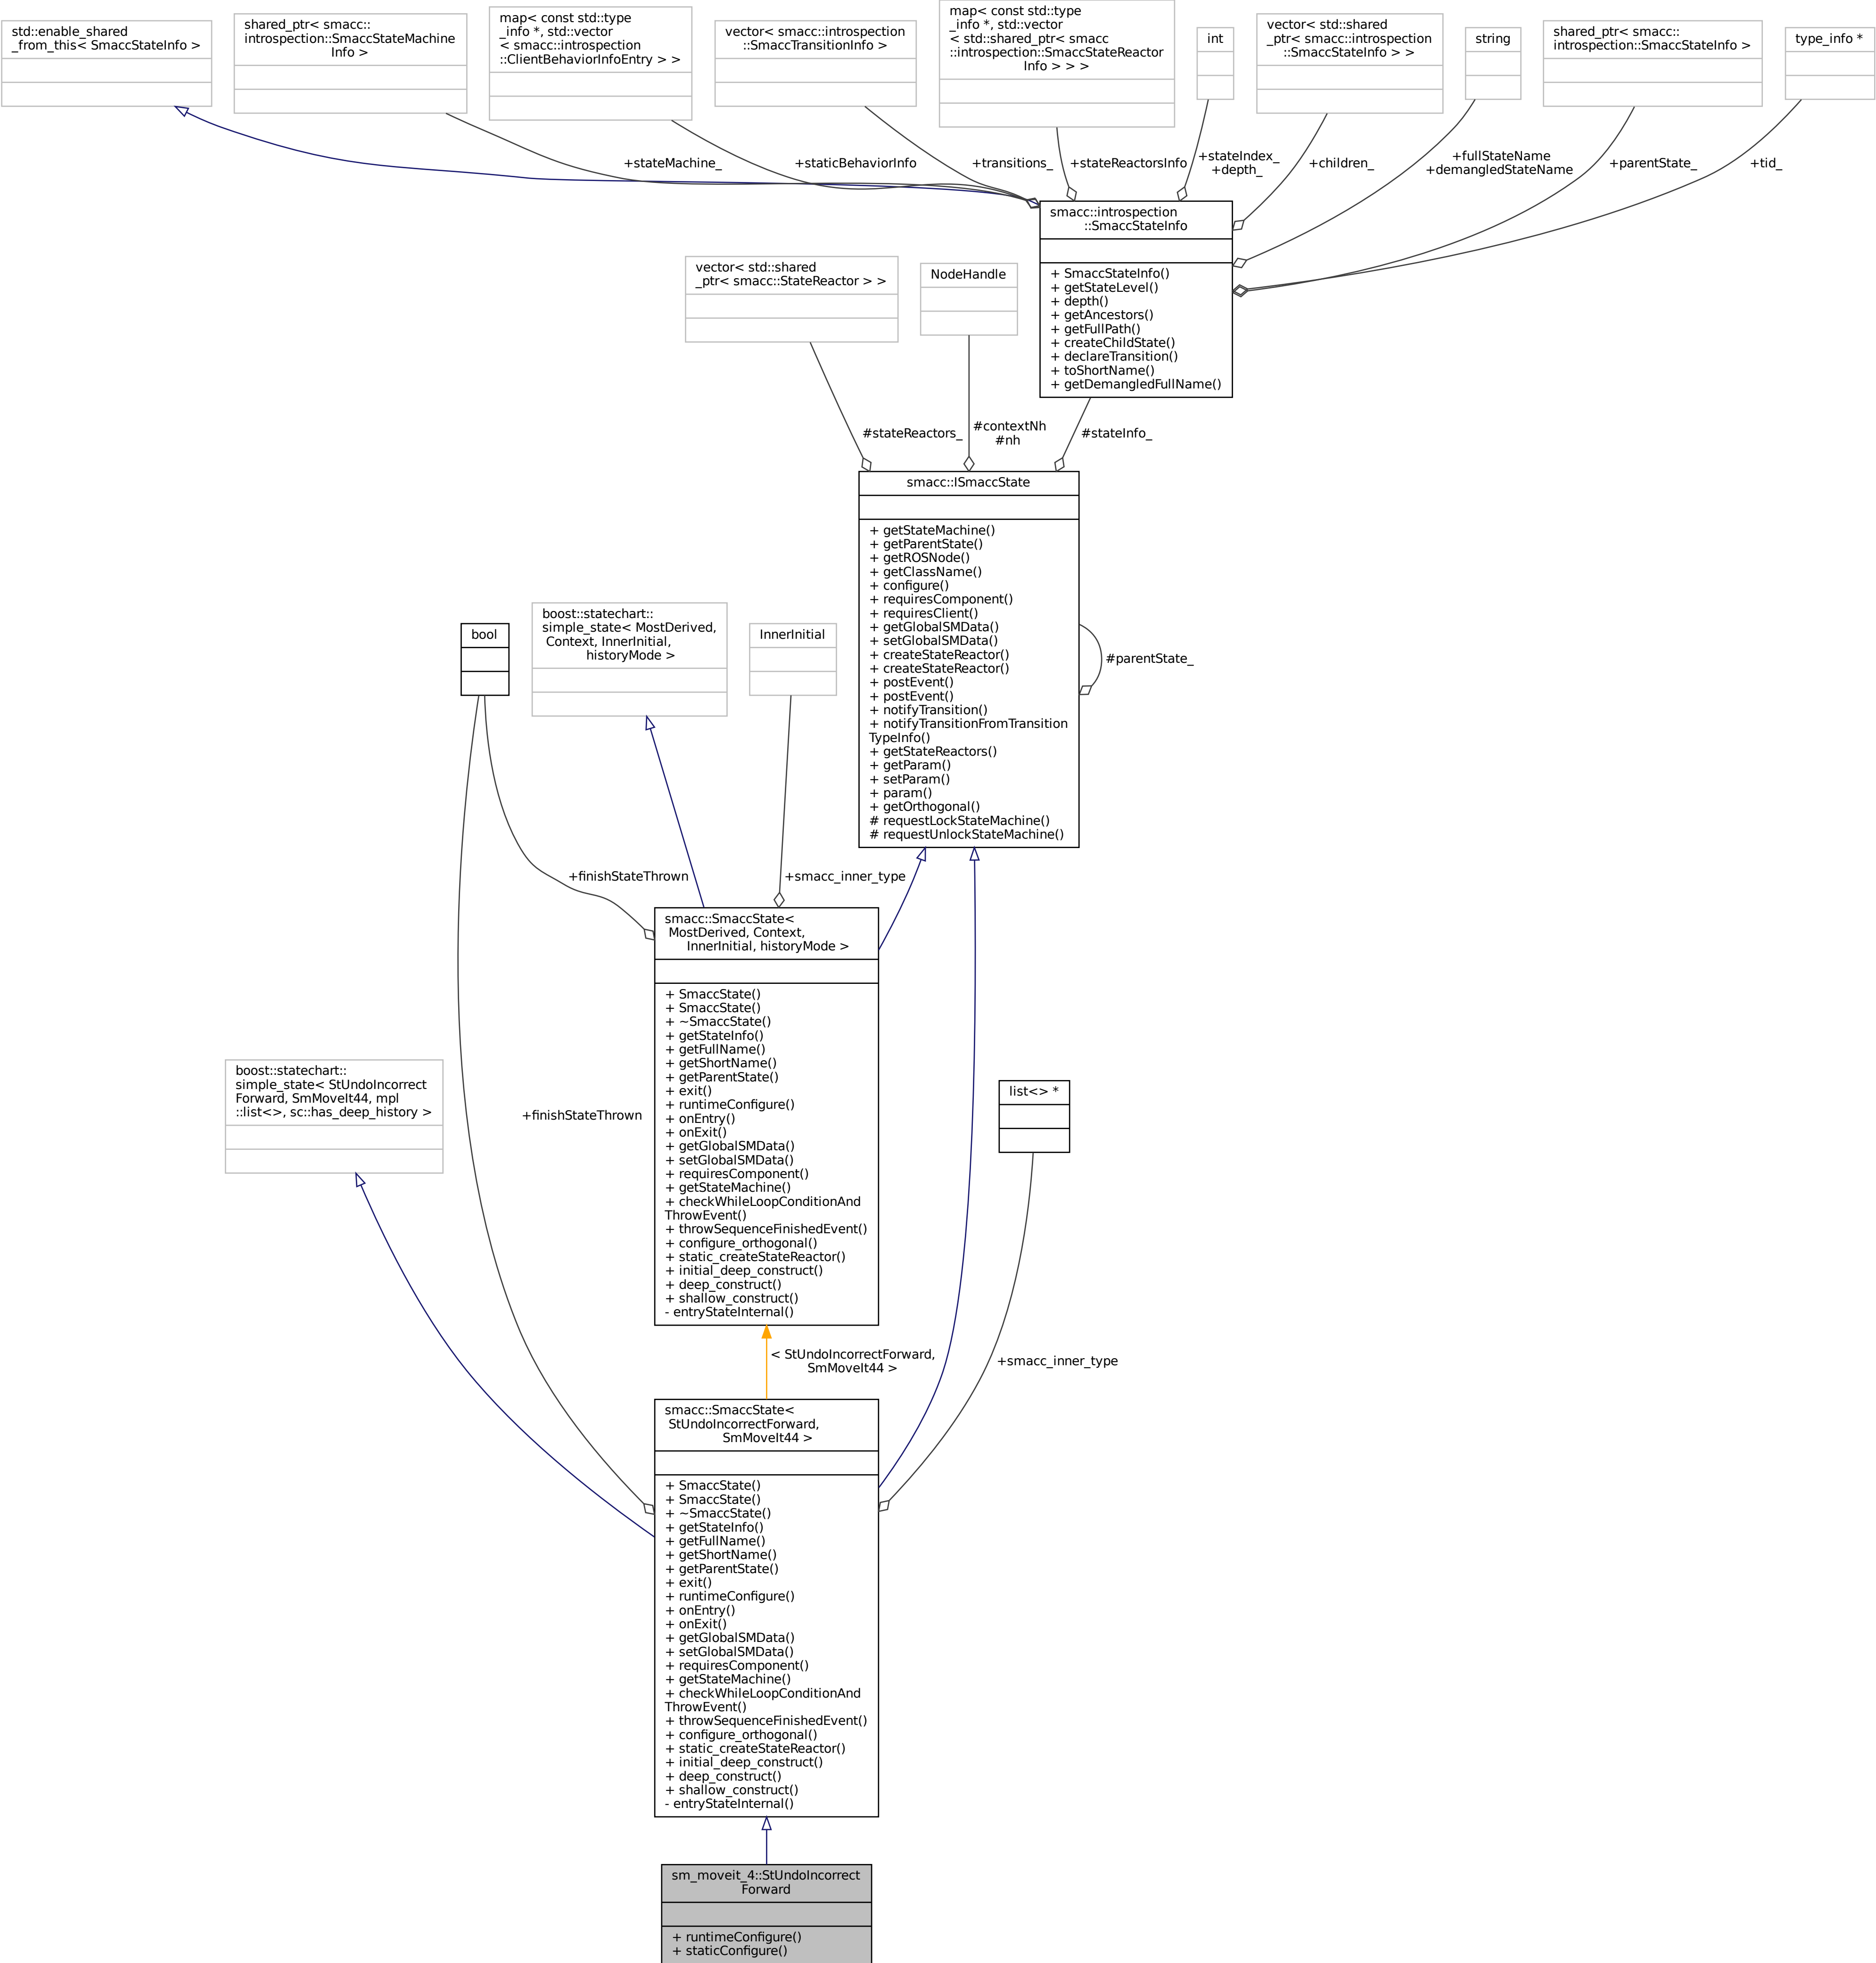 std::enable_shared
_from_this< SmaccStateInfo >
shared_ptr< smacc::
introspection::SmaccStateMachine
Info >
map< const std::type
_info *, std::vector
< smacc::introspection
::ClientBehaviorInfoEntry > >
vector< smacc::introspection
::SmaccTransitionInfo >
map< const std::type
_info *, std::vector
< std::shared_ptr< smacc
::introspection::SmaccStateReactor
Info > > >
int
vector< std::shared
_ptr< smacc::introspection
::SmaccStateInfo > >
string
shared_ptr< smacc::
introspection::SmaccStateInfo >
type_info *
+stateMachine_
+staticBehaviorInfo
+transitions_
+stateReactorsInfo
+stateIndex_
+depth_
+children_
+fullStateName
+demangledStateName
+parentState_
+tid_
smacc::introspection
::SmaccStateInfo
+ SmaccStateInfo()
+ getStateLevel()
+ depth()
+ getAncestors()
+ getFullPath()
+ createChildState()
+ declareTransition()
+ toShortName()
+ getDemangledFullName()
vector< std::shared
_ptr< smacc::StateReactor > >
NodeHandle
#stateReactors_
#contextNh
#nh
#stateInfo_
smacc::ISmaccState
+ getStateMachine()
+ getParentState()
+ getROSNode()
+ getClassName()
+ configure()
+ requiresComponent()
+ requiresClient()
+ getGlobalSMData()
+ setGlobalSMData()
+ createStateReactor()
+ createStateReactor()
+ postEvent()
+ postEvent()
+ notifyTransition()
+ notifyTransitionFromTransition
TypeInfo()
+ getStateReactors()
+ getParam()
+ setParam()
+ param()
+ getOrthogonal()
# requestLockStateMachine()
# requestUnlockStateMachine()
#parentState_
bool
boost::statechart::
simple_state< MostDerived,
Context, InnerInitial,
historyMode >
InnerInitial
+finishStateThrown
+smacc_inner_type
smacc::SmaccState<
MostDerived, Context,
InnerInitial, historyMode >
+ SmaccState()
+ SmaccState()
+ ~SmaccState()
+ getStateInfo()
+ getFullName()
+ getShortName()
+ getParentState()
+ exit()
+ runtimeConfigure()
+ onEntry()
+ onExit()
+ getGlobalSMData()
+ setGlobalSMData()
+ requiresComponent()
+ getStateMachine()
+ checkWhileLoopConditionAnd
ThrowEvent()
+ throwSequenceFinishedEvent()
+ configure_orthogonal()
+ static_createStateReactor()
+ initial_deep_construct()
+ deep_construct()
+ shallow_construct()
- entryStateInternal()
boost::statechart::
simple_state< StUndoIncorrect
Forward, SmMoveIt44, mpl
::list<>, sc::has_deep_history >
+finishStateThrown
list<> *
< StUndoIncorrectForward,
SmMoveIt44 >
+smacc_inner_type
smacc::SmaccState<
StUndoIncorrectForward,
SmMoveIt44 >
+ SmaccState()
+ SmaccState()
+ ~SmaccState()
+ getStateInfo()
+ getFullName()
+ getShortName()
+ getParentState()
+ exit()
+ runtimeConfigure()
+ onEntry()
+ onExit()
+ getGlobalSMData()
+ setGlobalSMData()
+ requiresComponent()
+ getStateMachine()
+ checkWhileLoopConditionAnd
ThrowEvent()
+ throwSequenceFinishedEvent()
+ configure_orthogonal()
+ static_createStateReactor()
+ initial_deep_construct()
+ deep_construct()
+ shallow_construct()
- entryStateInternal()
sm_moveit_4::StUndoIncorrect
Forward
+ runtimeConfigure()
+ staticConfigure()